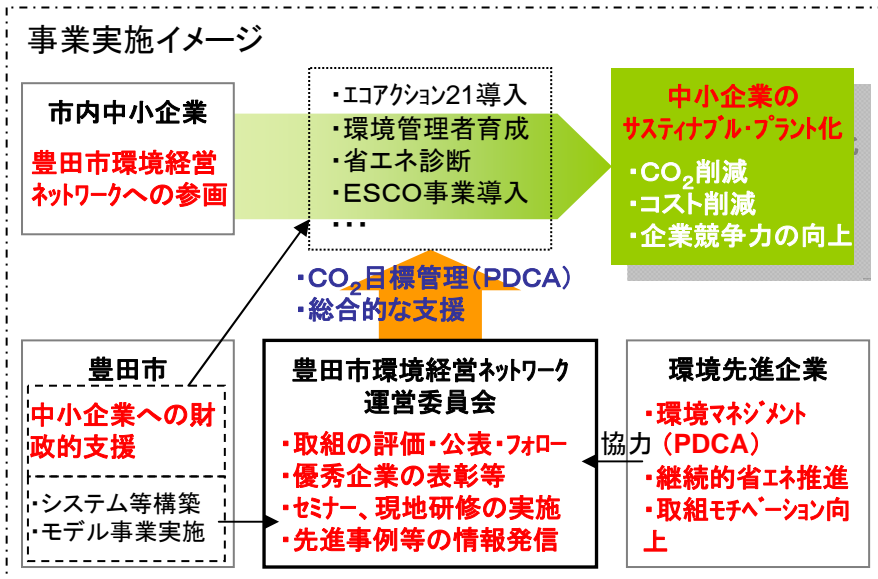 事業実施イメージ
市内中小企業
豊田市環境経営
ネットワークへの参画
・エコアクション21導入
・環境管理者育成
・省エネ診断
・ESCO事業導入
・・・
中小企業の
サスティナブル・プラント化
・CO₂削減
・コスト削減
・企業競争力の向上
・CO₂目標管理(PDCA)
・総合的な支援
豊田市
中小企業への財
政的支援
・システム等構築
・モデル事業実施
豊田市環境経営ネットワーク
運営委員会
・取組の評価・公表・フォロー
・優秀企業の表彰等
・セミナー、現地研修の実施
・先進事例等の情報発信
協力
環境先進企業
・環境マネジメント
(PDCA)
・継続的省エネ推進
・取組モチベーション向
上